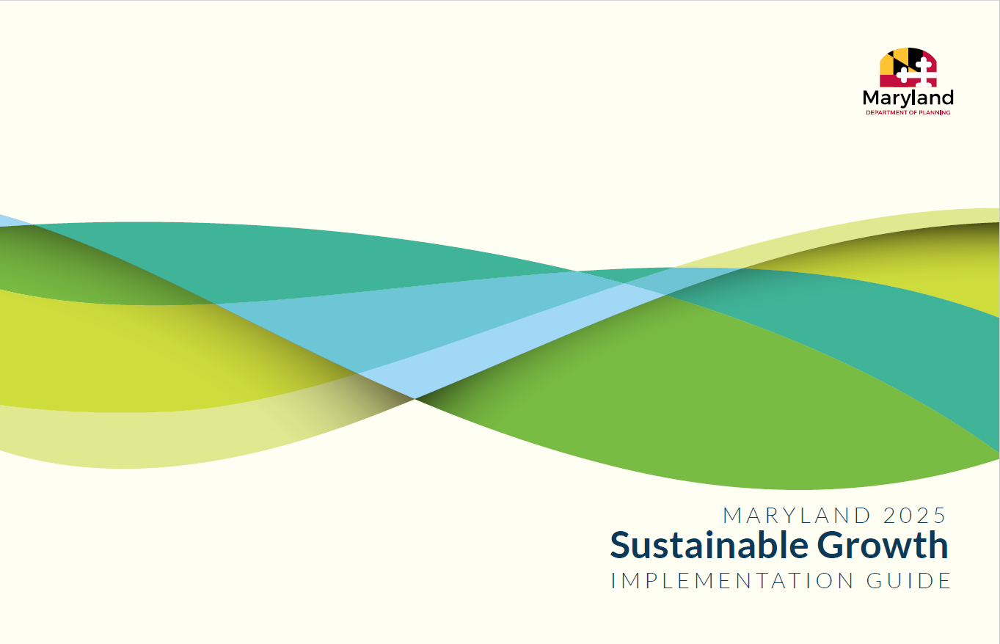 Maryland
DEPARTMENT OF PLANNING
MARYLAND 2025
Sustainable Growth
IMPLEMENTATION GUIDE